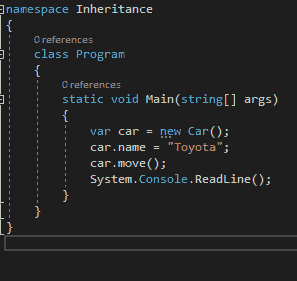 namespace Inheritance
{
0 references
class Program
{
0 references
static void Main(string[] args)
{
var car = new Car();
car.name = "Toyota";
car.move();
System.Console.ReadLine();
}
}
}